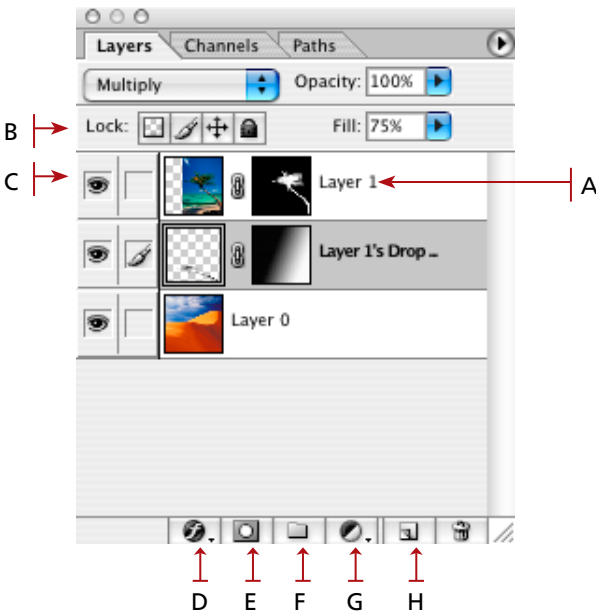 Layers Channels Paths
Multiply Opacity: 100%
B Lock: Fill: 75%
C Layer 1 A
Layer 1's Drop ...
Layer 0
D E F G H